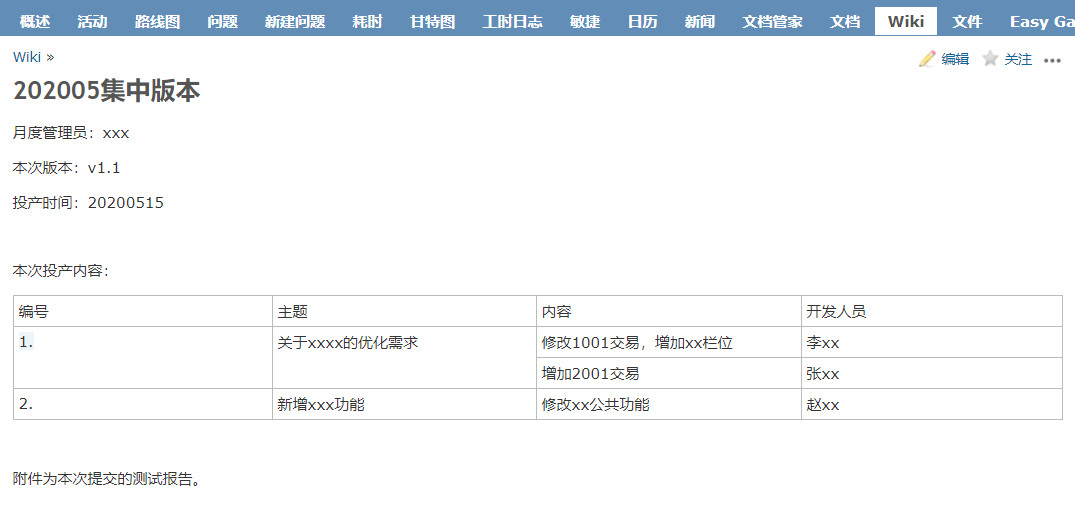 概述 活动 路线图 问题 新建问题 耗时 甘特图 工时日志 敏捷 日历 新闻 文档管家 文档 Wiki 文件 Easy Ga
Wiki » 编辑 关注 •••
202005集中版本
月度管理员：xxx
本次版本：v1.1
投产时间：20200515
本次投产内容：
编号 主题 内容 开发人员
1. 关于xxxx的优化需求 修改1001交易，增加xx栏位 李xx
增加2001交易 张xx
2. 新增xxx功能 修改xx公共功能 赵xx
附件为本次提交的测试报告。